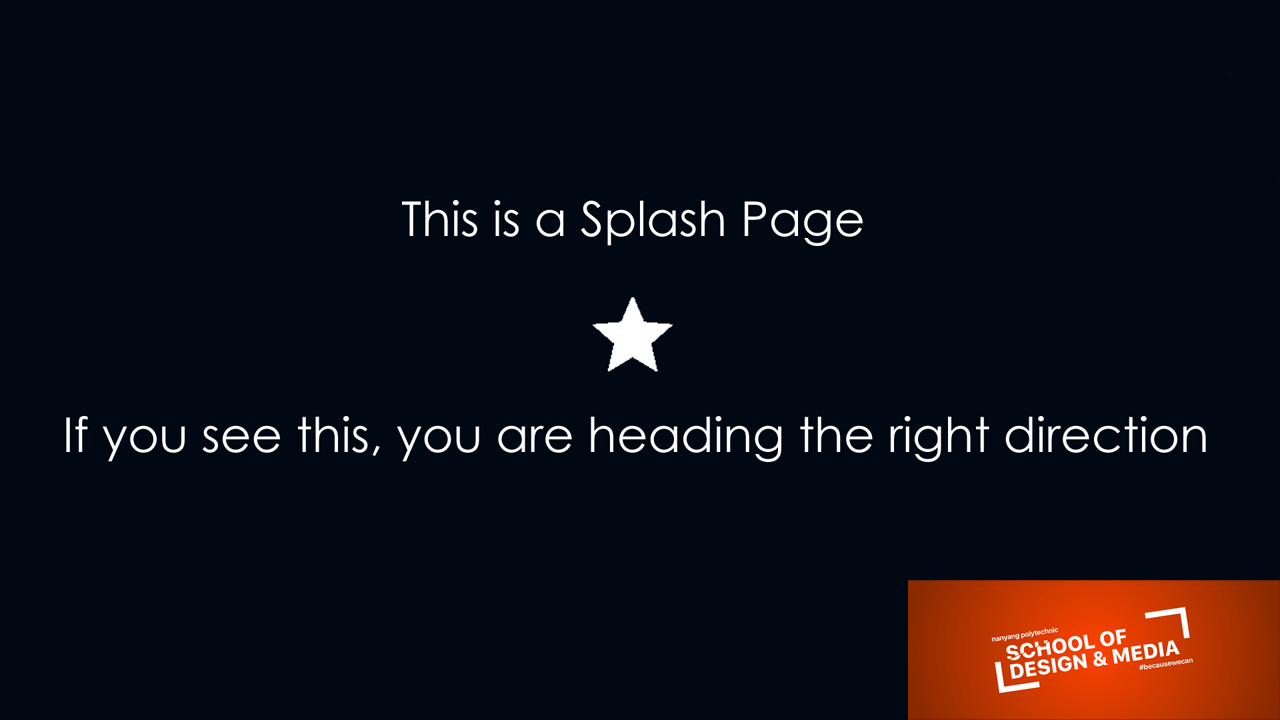 This is a Splash Page
If you see this, you are heading the right direction
nanyang polytechnic
SCHOOL OF
DESIGN & MEDIA
#becausewecan